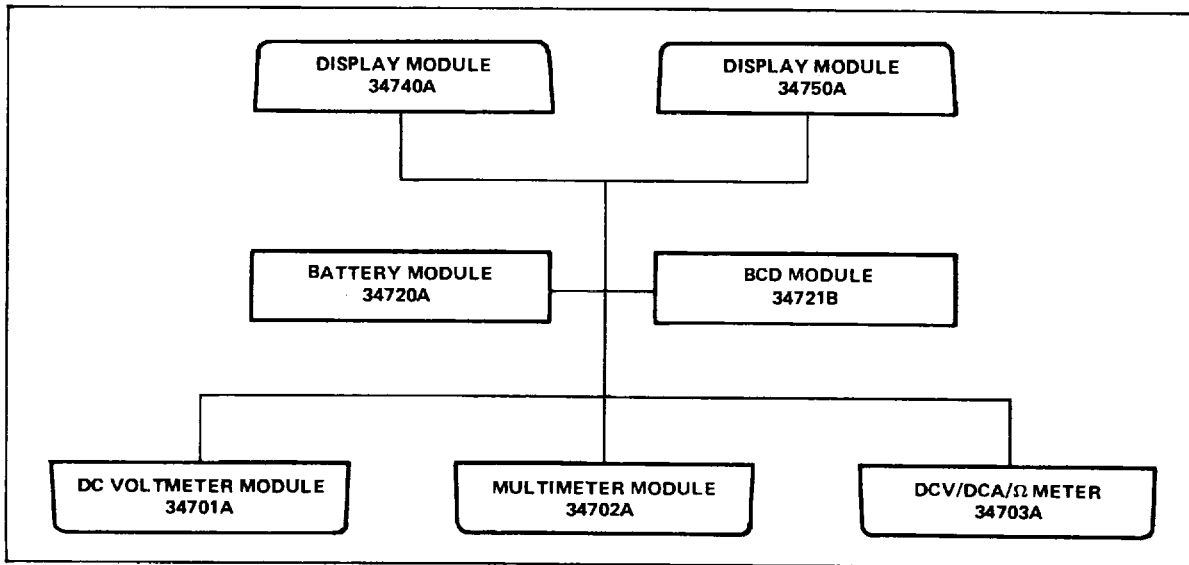 DISPLAY MODULE
34740A
DISPLAY MODULE
34750A
BATTERY MODULE
34720A
BCD MODULE
34721B
DC VOLTMETER MODULE
34701A
MULTIMETER MODULE
34702A
DCV/DCA/Ω METER
34703A